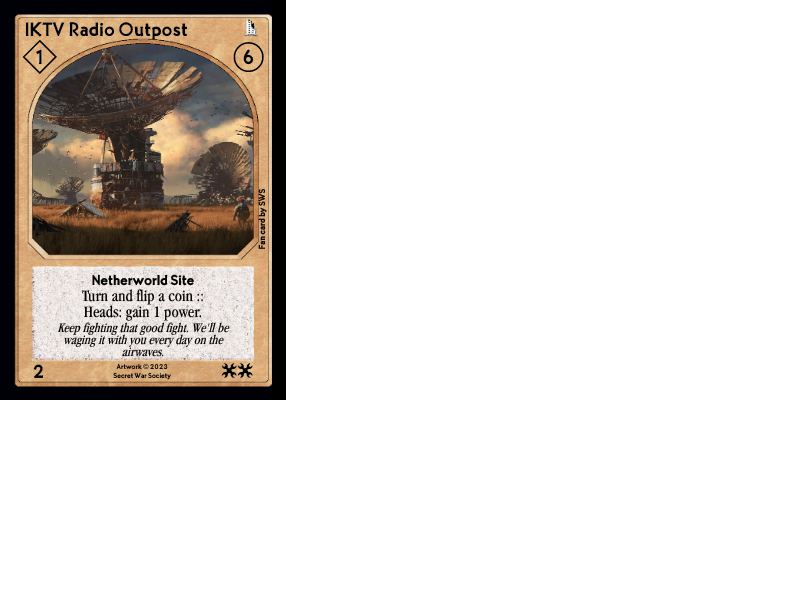 IKTV Radio Outpost
1
6
Fan card by SWS
Netherworld Site
Turn and flip a coin ::
Heads: gain 1 power.
Keep fighting that good fight. We'll be
waging it with you every day on the
airwaves.
2
Artwork © 2023
Secret War Society